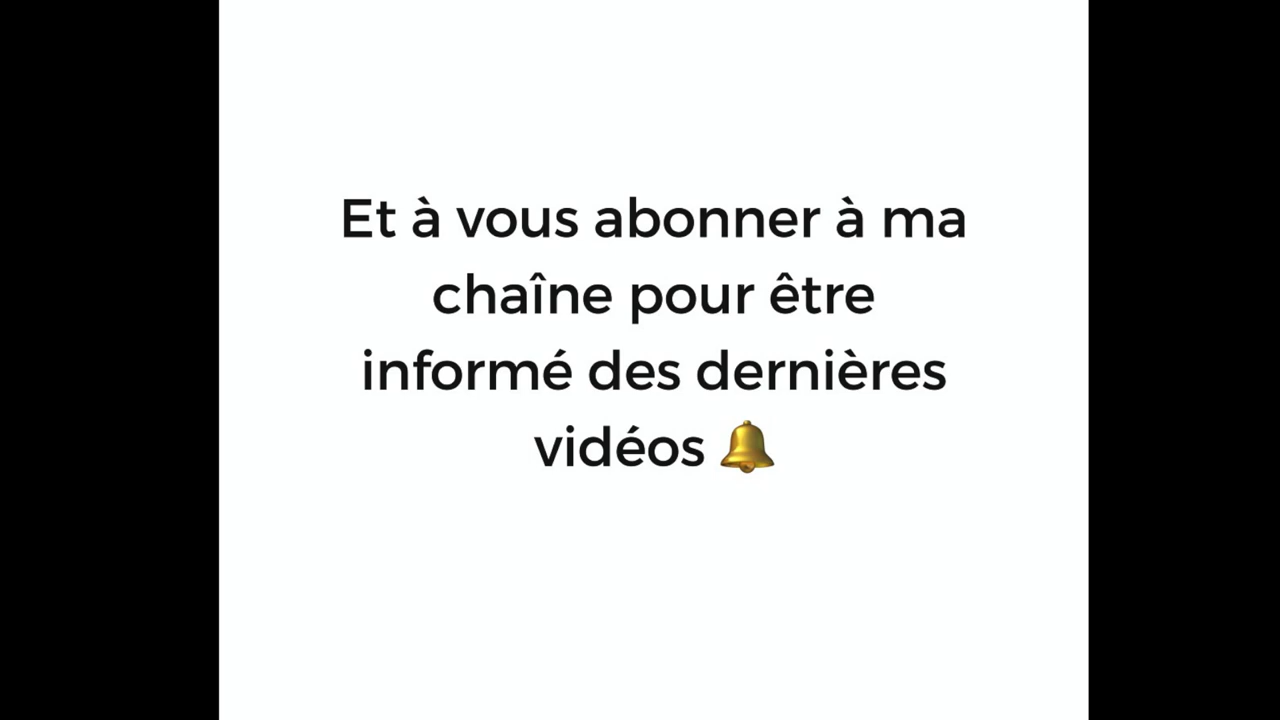 Et à vous abonner à ma
chaîne pour être
informé des dernières
vidéos 🔔